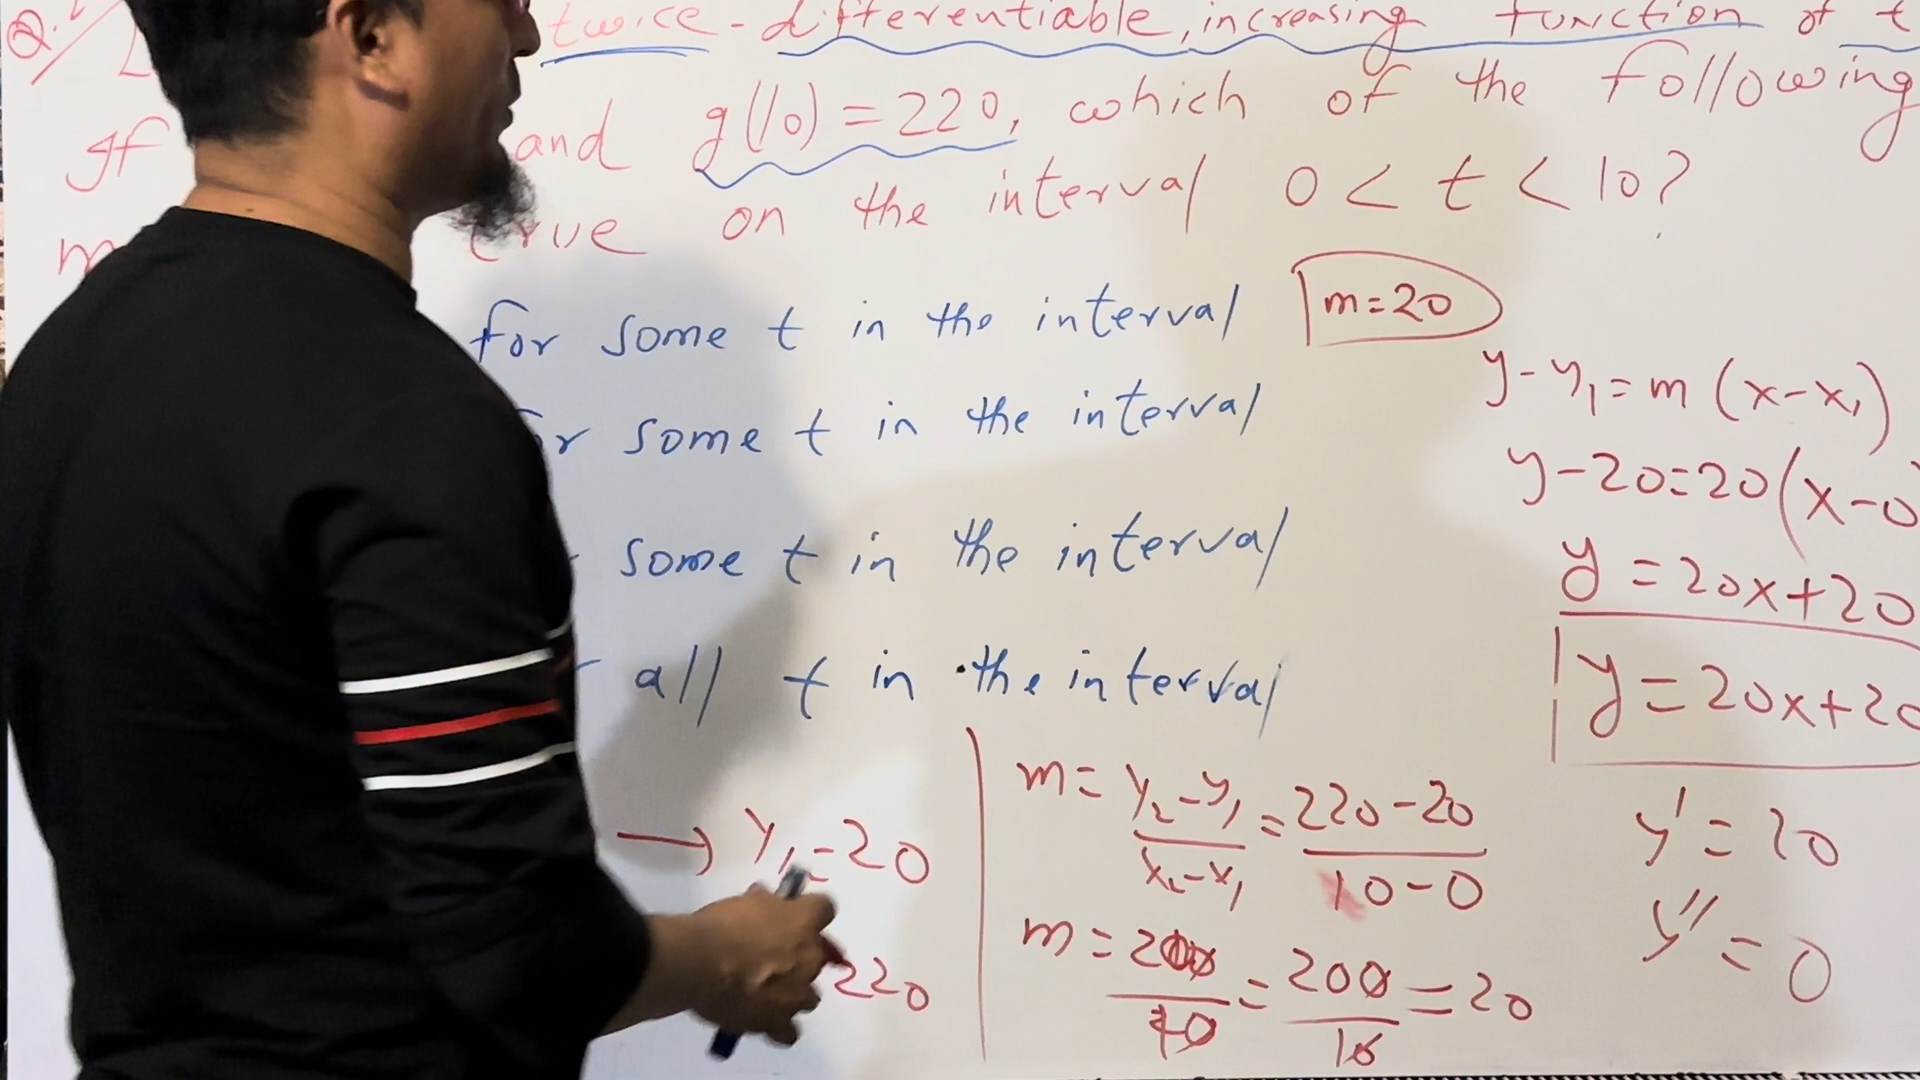 Q. twice-differentiable, increasing function of t
If and g(10) = 220, which of the following
true on the interval 0 < t < 10?
for some t in the interval
m=20
some t in the interval
some t in the interval
all t in the interval
y-y₁=m(x-x₁)
y-20=20(x-0
y=20x+20
y=20x+20
y'=20
y''=0
→ y₁=20
220
m= y₂-y₁/x₂-x₁ = 220-20/10-0
m= 200/10 = 200/10 = 20